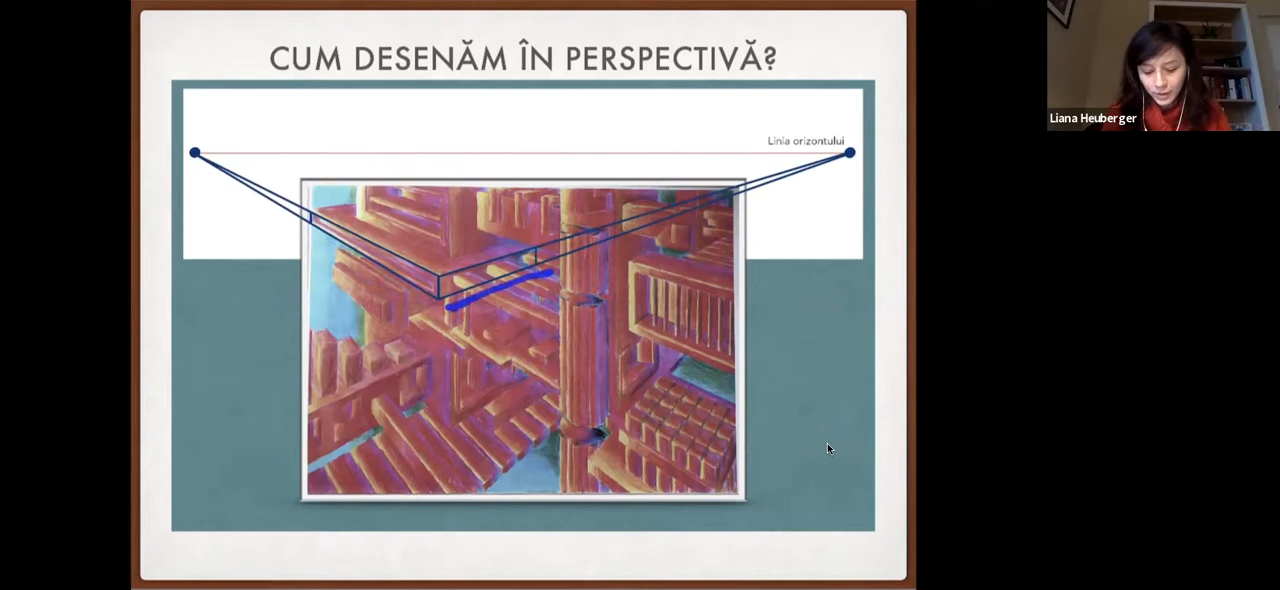 CUM DESENĂM ÎN PERSPECTIVĂ?
Linia orizontului
Liana Heuberger